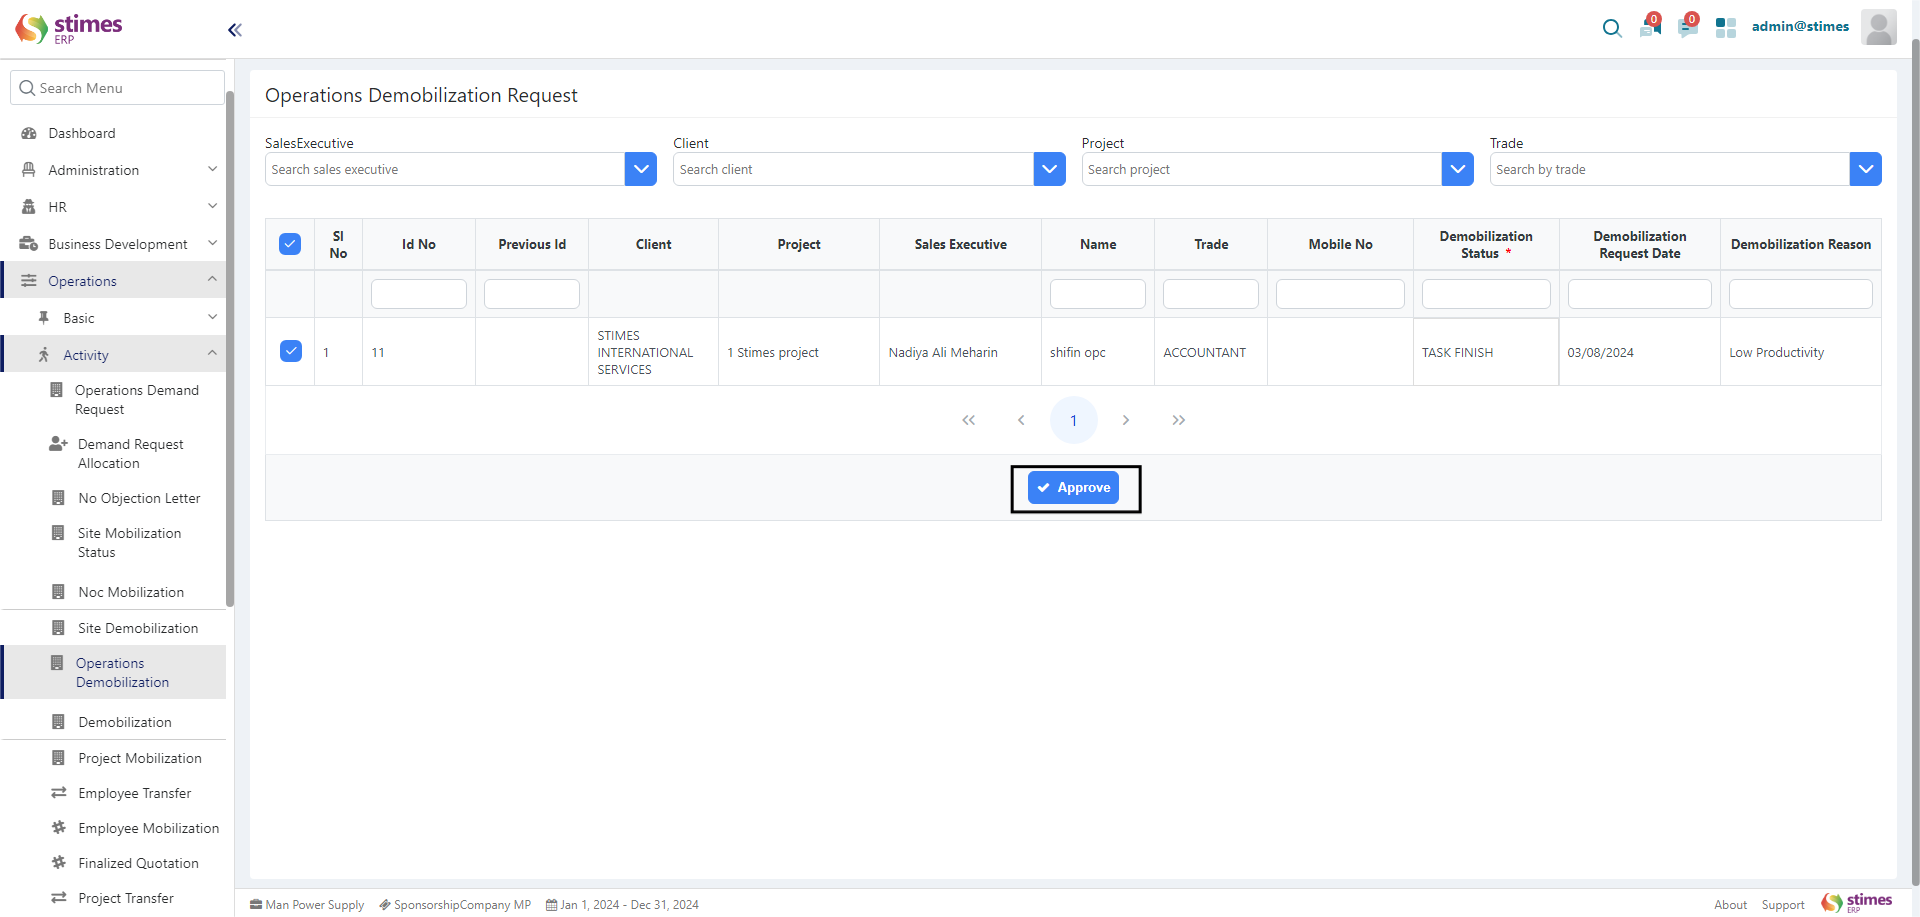 stimes
ERP
0
0
admin@stimes
Search Menu
Dashboard
Administration
HR
Business Development
Operations
Basic
Activity
Operations Demand
Request
Demand Request
Allocation
No Objection Letter
Site Mobilization
Status
Noc Mobilization
Site Demobilization
Operations
Demobilization
Demobilization
Project Mobilization
Employee Transfer
Employee Mobilization
Finalized Quotation
Project Transfer
Operations Demobilization Request
SalesExecutive
Client
Project
Trade
Search sales executive
Search client
Search project
Search by trade
Sl
No
Id No
Previous Id
Client
Project
Sales Executive
Name
Trade
Mobile No
Demobilization
Status *
Demobilization
Request Date
Demobilization Reason
1
11
STIMES
INTERNATIONAL
SERVICES
1 Stimes project
Nadiya Ali Meharin
shifin opc
ACCOUNTANT
TASK FINISH
03/08/2024
Low Productivity
1
Approve
Man Power Supply
SponsorshipCompany MP
Jan 1, 2024 - Dec 31, 2024
About
Support
stimes
ERP